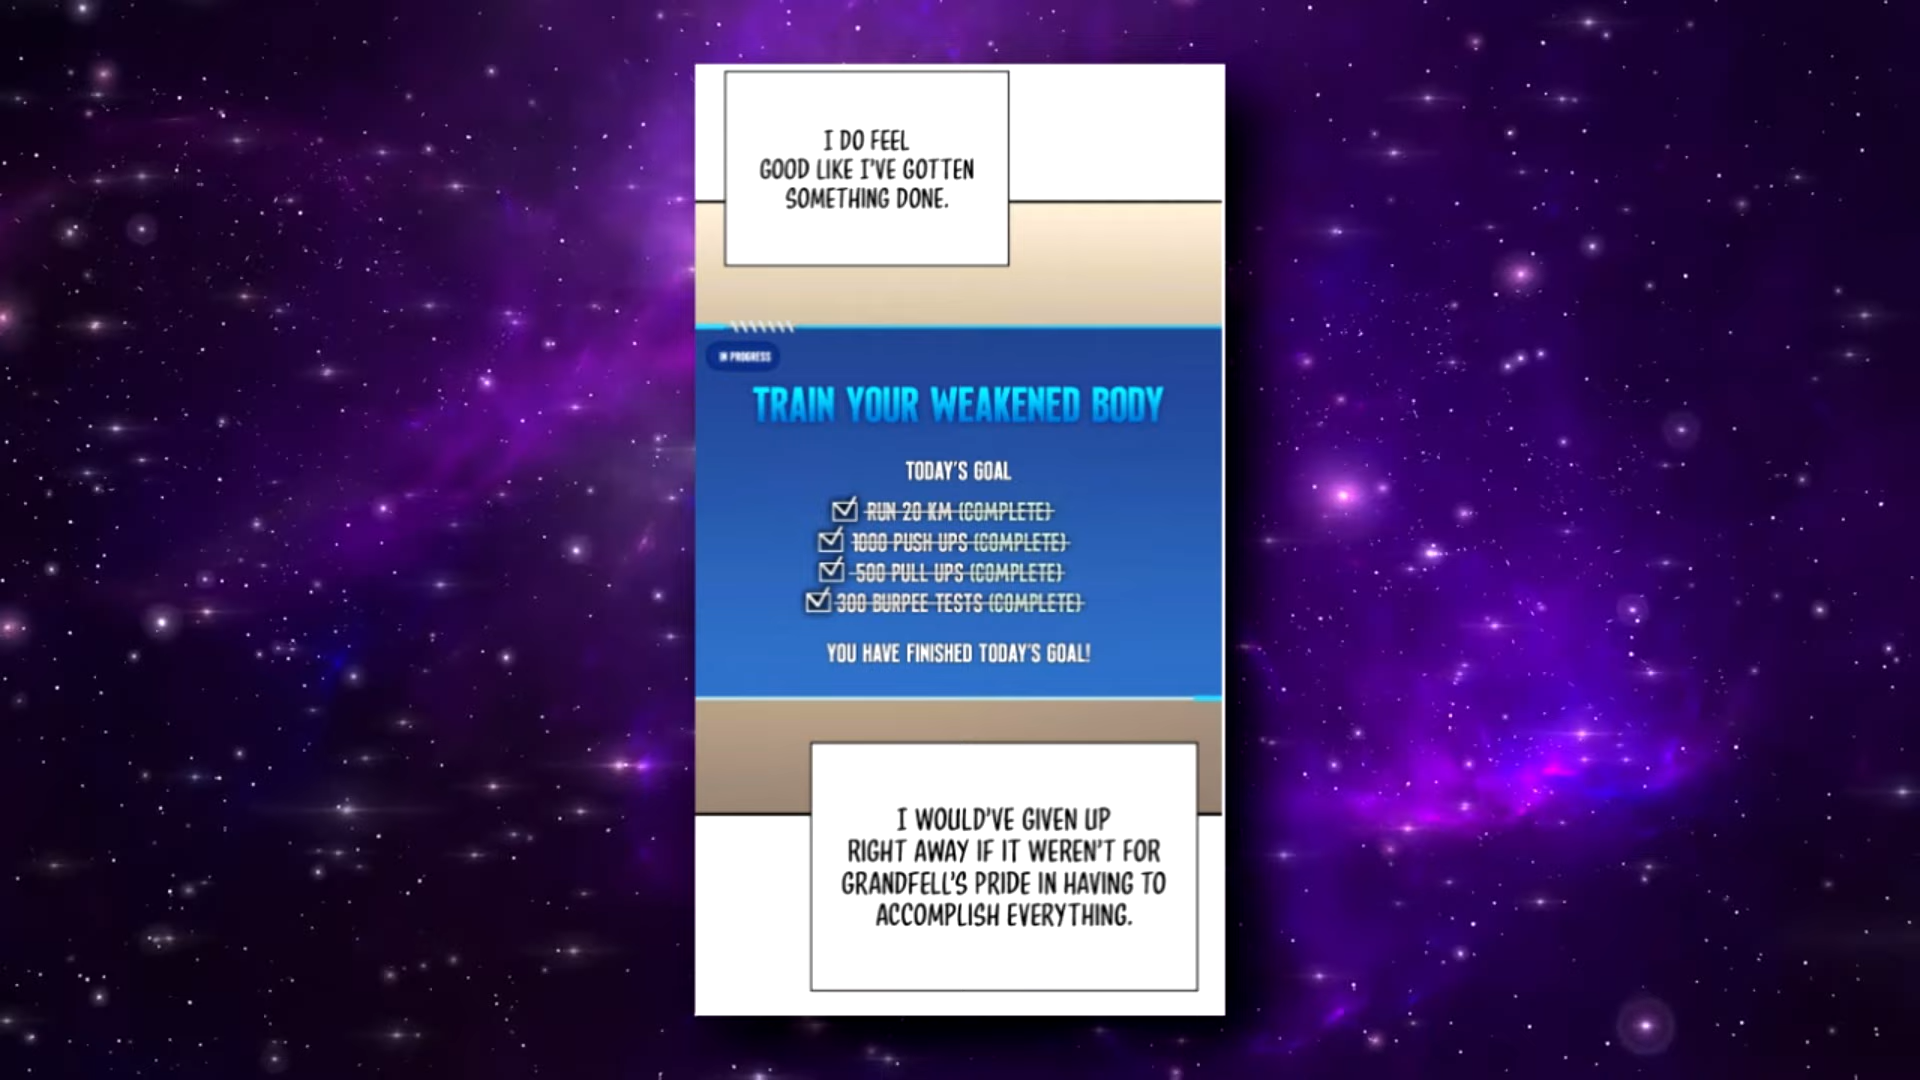 I DO FEEL
GOOD LIKE I'VE GOTTEN
SOMETHING DONE.
IN PROGRESS
TRAIN YOUR WEAKENED BODY
TODAY'S GOAL
RUN 20 KM (COMPLETE)
1000 PUSH UPS (COMPLETE)
500 PULL UPS (COMPLETE)
300 BURPEE TESTS (COMPLETE)
YOU HAVE FINISHED TODAY'S GOAL!
I WOULD'VE GIVEN UP
RIGHT AWAY IF IT WEREN'T FOR
GRANDFELL'S PRIDE IN HAVING TO
ACCOMPLISH EVERYTHING.